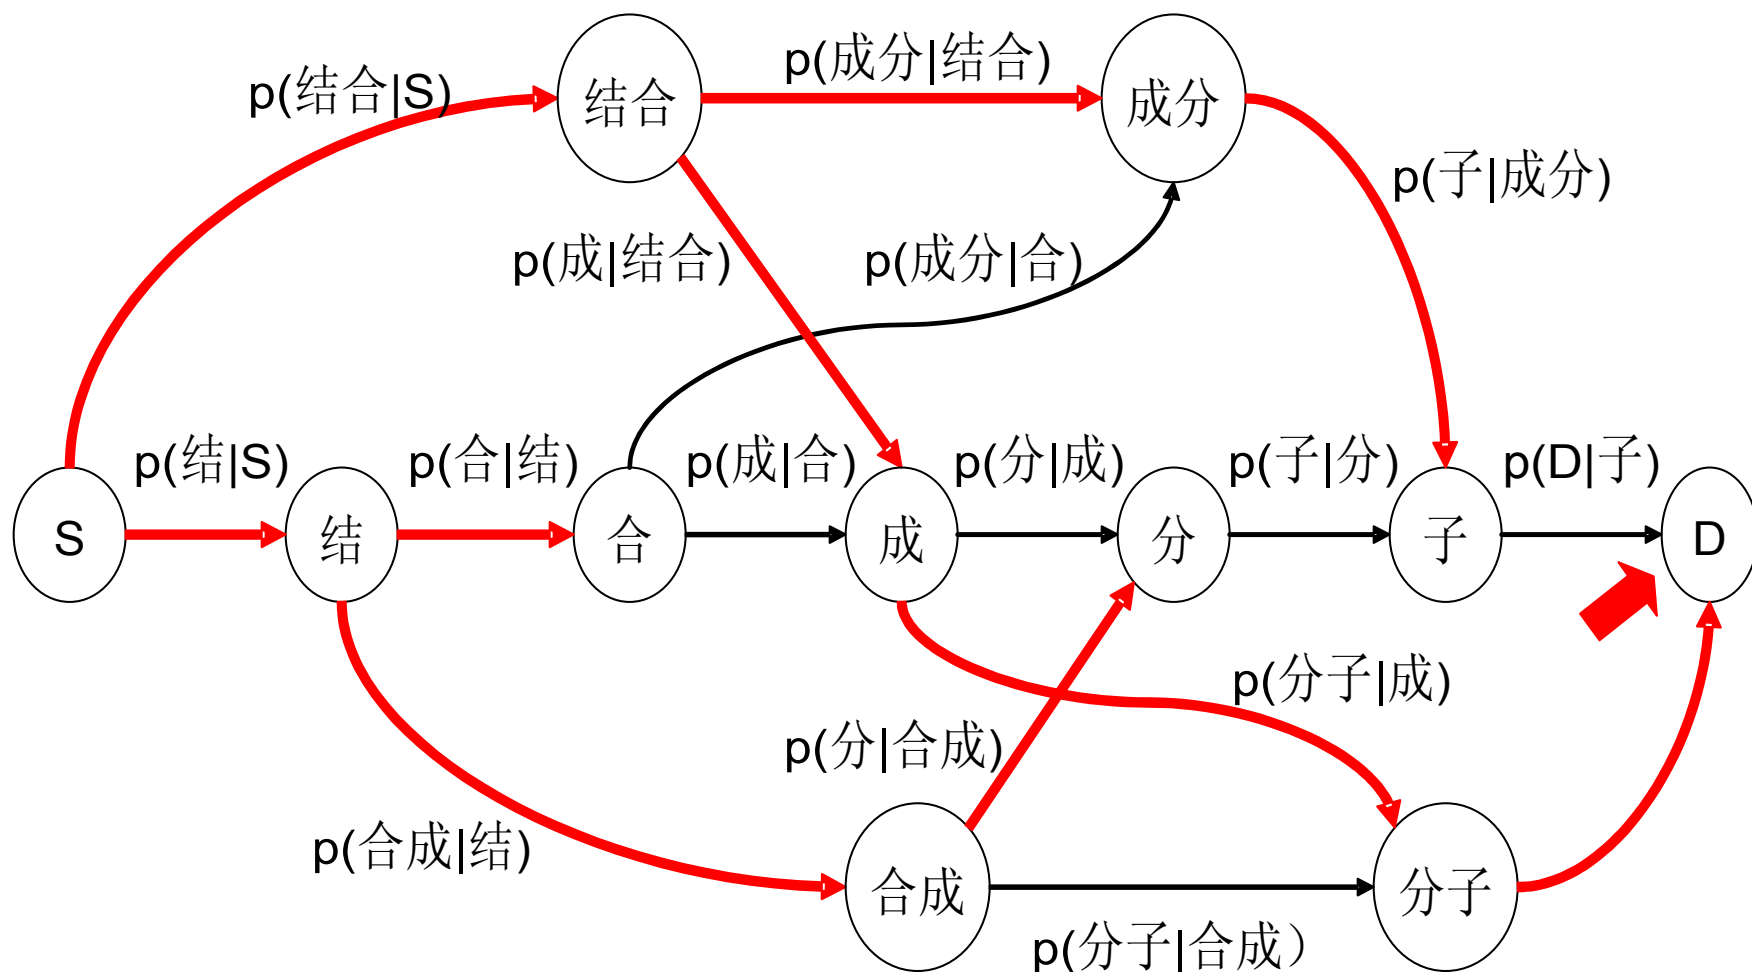 p(结合|S)
结合
p(成分|结合)
成分
p(子|成分)
p(成|结合)
p(成分|合)
p(结|S)
p(合|结)
p(成|合)
p(分|成)
p(子|分)
p(D|子)
S
结
合
成
分
子
D
p(分子|成)
p(分|合成)
p(合成|结)
合成
分子
p(分子|合成）